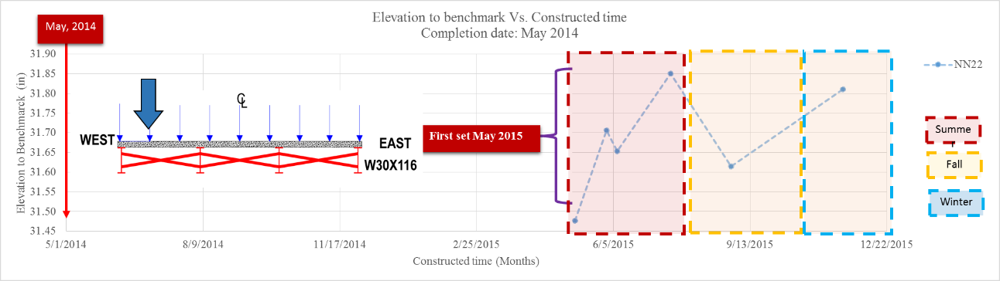 Elevation to benchmark Vs. Constructed time
Completion date: May 2014
May, 2014
Elevation to Benchmarck (in)
31.90
31.85
31.80
31.75
31.70
31.65
31.60
31.55
31.50
31.45
℄
WEST
EAST
W30X116
First set May 2015
NN22
Summe
r
Fall
Winter
5/1/2014 8/9/2014 11/17/2014 2/25/2015 6/5/2015 9/13/2015 12/22/2015
Constructed time (Months)